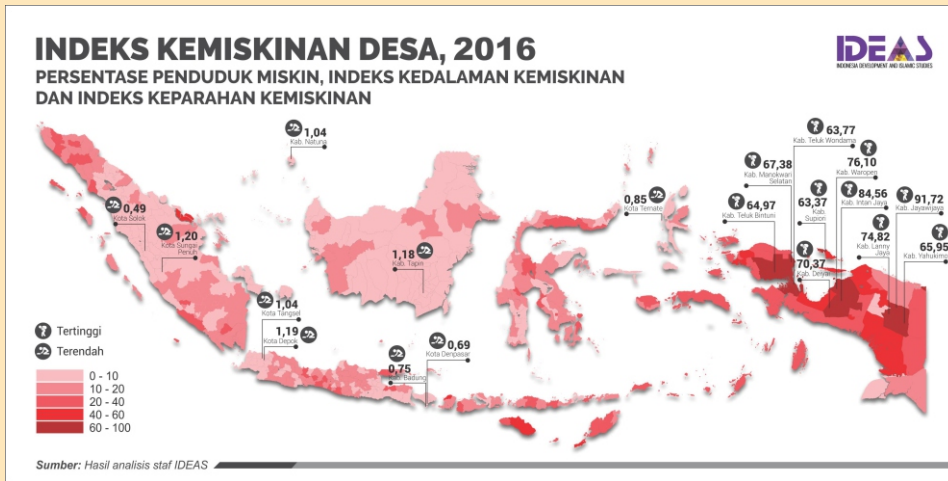 INDEKS KEMISKINAN DESA, 2016
PERSENTASE PENDUDUK MISKIN, INDEKS KEDALAMAN KEMISKINAN
DAN INDEKS KEPARAHAN KEMISKINAN
IDEAS
INDONESIA DEVELOPMENT AND ISLAMIC STUDIES
1,04
Kab. Natuna
0,49
Kota Solok
1,20
Kota Sungai
Penuh
1,18
Kab. Tapin
0,85
Kota Ternate
63,77
Kab. Teluk Wondama
67,38
Kab. Manokwari
Selatan
76,10
Kab. Waropen
64,97
Kab. Teluk Bintuni
63,37
Kab.
Supiori
84,56
Kab. Intan Jaya
91,72
Kab. Jayawijaya
74,82
Kab. Lanny
Jaya
65,95
Kab. Yahukimo
70,37
Kab. Deiyai
1,04
Kota Tangsel
1,19
Kota Depok
0,75
Kab. Badung
0,69
Kota Denpasar
Tertinggi
Terendah
0 - 10
10 - 20
20 - 40
40 - 60
60 - 100
Sumber: Hasil analisis staf IDEAS